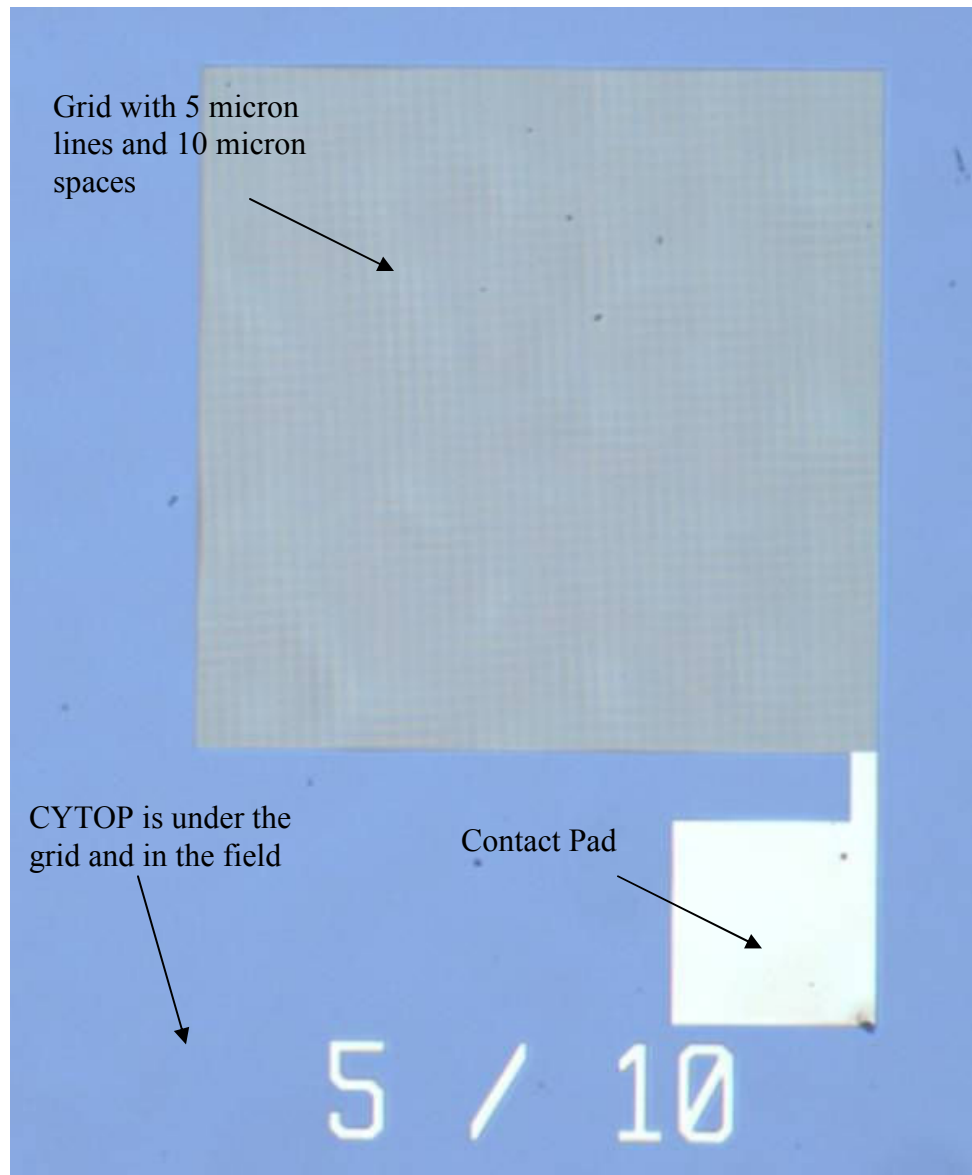 Grid with 5 micron
lines and 10 micron
spaces
CYTOP is under the
grid and in the field
Contact Pad
5 / 10